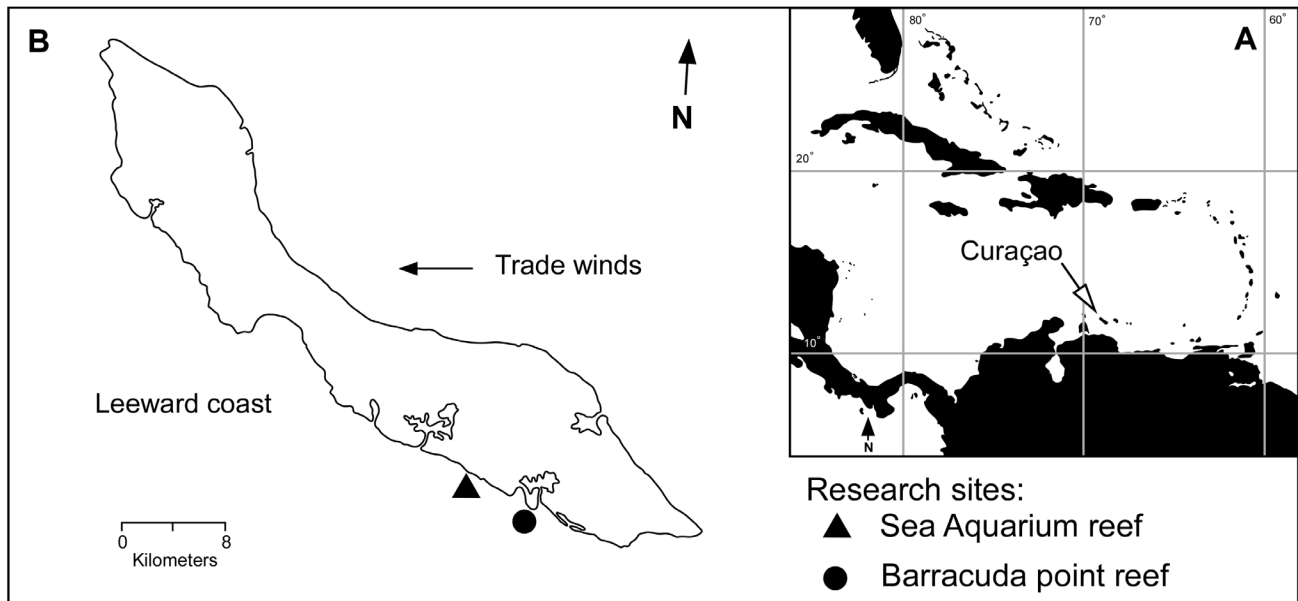 B
N
Trade winds
Leeward coast
0 8
Kilometers
80°
70°
60°
A
20°
Curaçao
10°
N
Research sites:
Sea Aquarium reef
Barracuda point reef